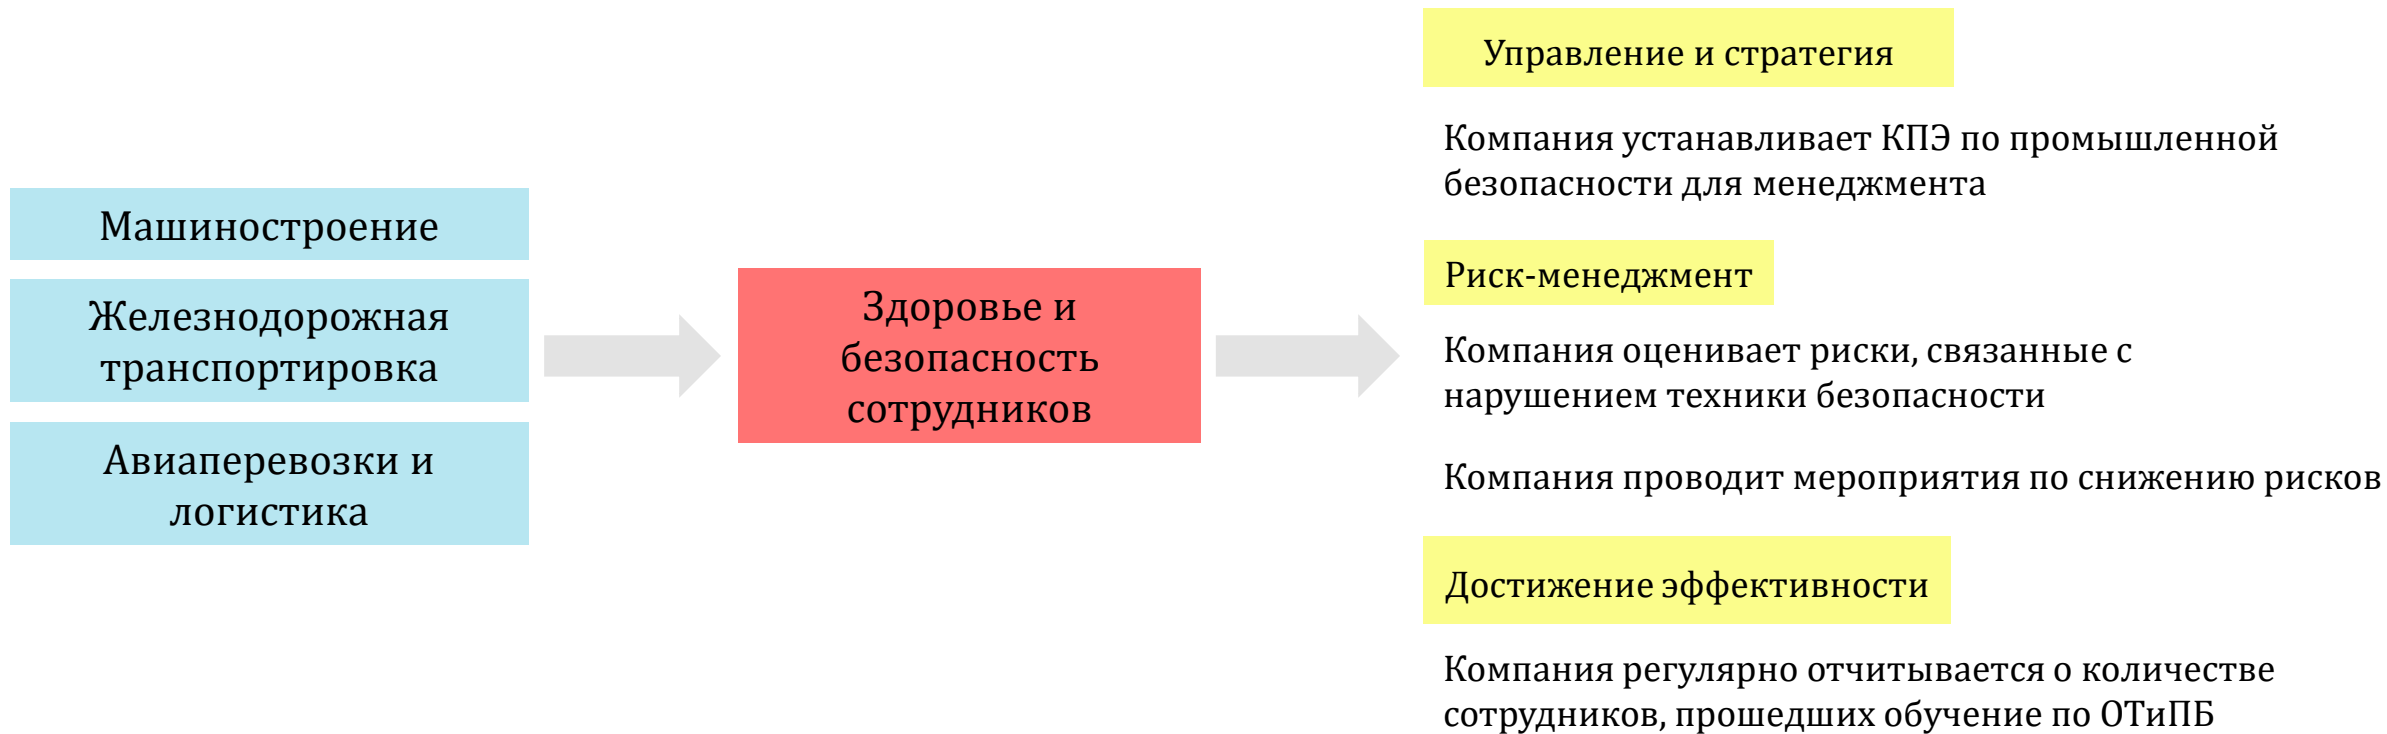 Машиностроение
Железнодорожная
транспортировка
Авиаперевозки и
логистика
Здоровье и
безопасность
сотрудников
Управление и стратегия
Компания устанавливает КПЭ по промышленной
безопасности для менеджмента
Риск-менеджмент
Компания оценивает риски, связанные с
нарушением техники безопасности
Компания проводит мероприятия по снижению рисков
Достижение эффективности
Компания регулярно отчитывается о количестве
сотрудников, прошедших обучение по ОТиПБ